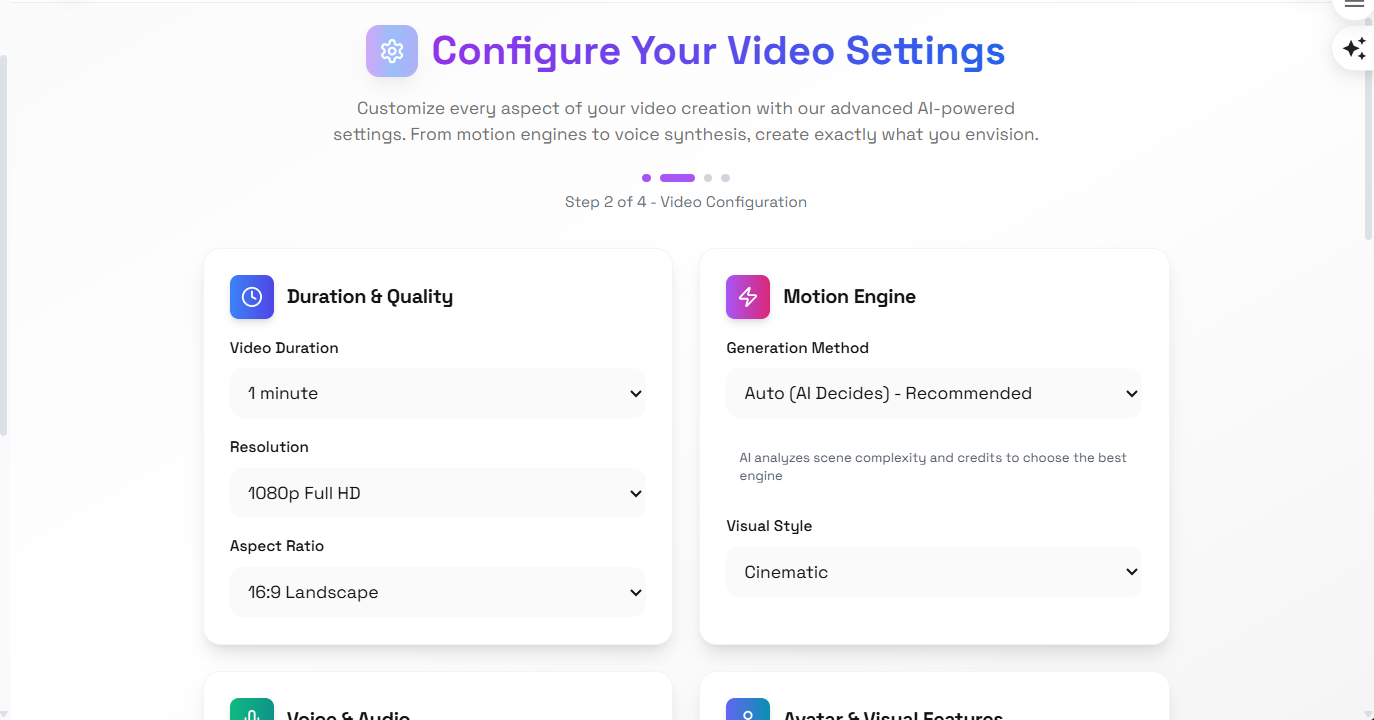 Configure Your Video Settings
Customize every aspect of your video creation with our advanced AI-powered
settings. From motion engines to voice synthesis, create exactly what you envision.
Step 2 of 4 - Video Configuration
Duration & Quality
Video Duration
1 minute
Resolution
1080p Full HD
Aspect Ratio
16:9 Landscape
Motion Engine
Generation Method
Auto (AI Decides) - Recommended
AI analyzes scene complexity and credits to choose the best
engine
Visual Style
Cinematic
Voice & Audio
Avatar & Visual Features